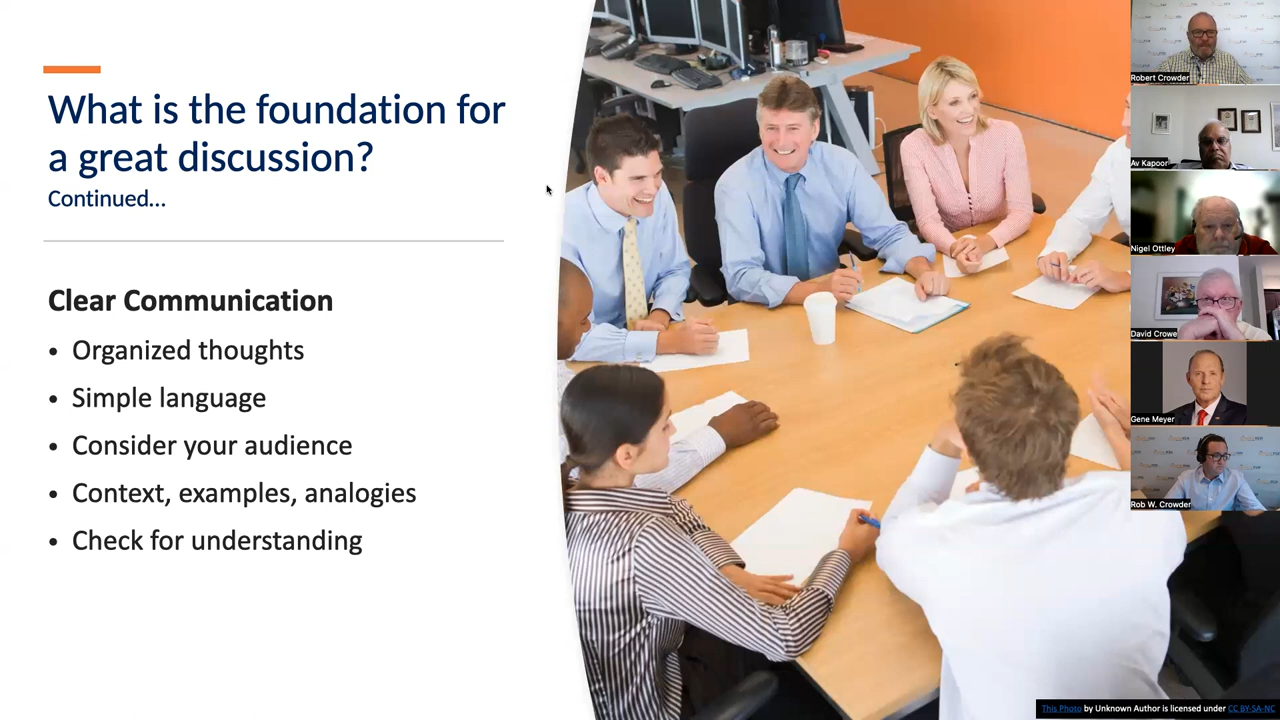 What is the foundation for
a great discussion?
Continued...
Clear Communication
• Organized thoughts
• Simple language
• Consider your audience
• Context, examples, analogies
• Check for understanding
Robert Crowder
Av Kapoor
Nigel Ottley
David Crowe
Gene Meyer
Rob W. Crowder
This Photo by Unknown Author is licensed under CC BY-SA-NC